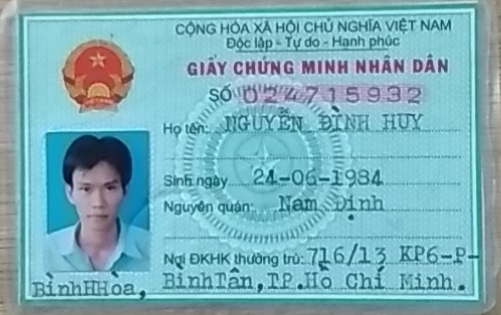 CỘNG HÒA XÃ HỘI CHỦ NGHĨA VIỆT NAM
Độc lập - Tự do - Hạnh phúc
GIẤY CHỨNG MINH NHÂN DÂN
SỐ 024715932
Họ tên: NGUYỄN ĐÌNH HUY
Sinh ngày 24-06-1984
Nguyên quán: Nam Định
Nơi ĐKHK thường trú: 716/13 KP6-P-
BìnhHHòa, BìnhTân,TP.Hồ Chí Minh.